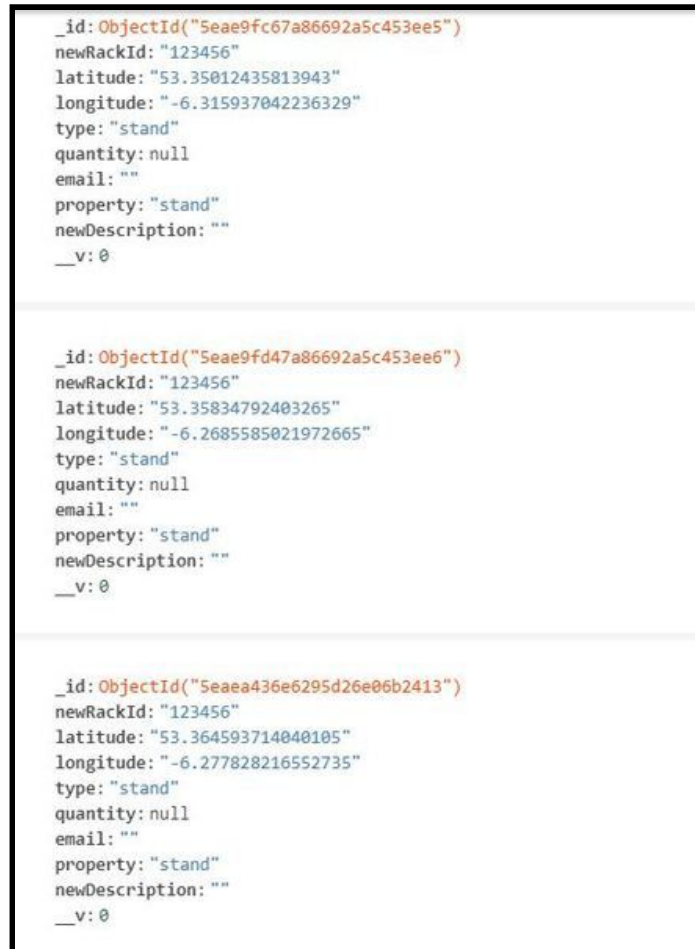 _id: ObjectId("5eae9fc67a86692a5c453ee5")
newRackId: "123456"
latitude: "53.35012435813943"
longitude: "-6.315937042236329"
type: "stand"
quantity: null
email: ""
property: "stand"
newDescription: ""
__v: 0
_id: ObjectId("5eae9fd47a86692a5c453ee6")
newRackId: "123456"
latitude: "53.35834792403265"
longitude: "-6.2685585021972665"
type: "stand"
quantity: null
email: ""
property: "stand"
newDescription: ""
__v: 0
_id: ObjectId("5eaea436e6295d26e06b2413")
newRackId: "123456"
latitude: "53.364593714040105"
longitude: "-6.277828216552735"
type: "stand"
quantity: null
email: ""
property: "stand"
newDescription: ""
__v: 0